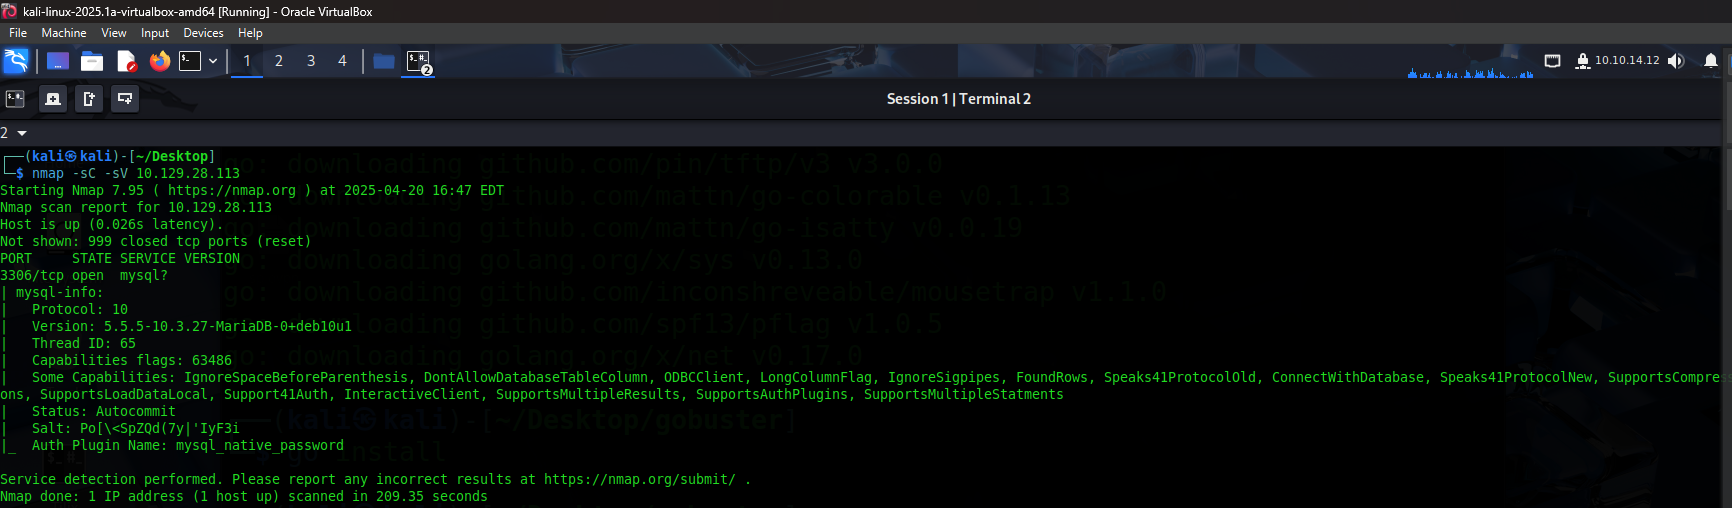 kali-linux-2025.1a-virtualbox-amd64 [Running] - Oracle VirtualBox
File Machine View Input Devices Help
1 2 3 4 2 10.10.14.12
Session 1 | Terminal 2
2
┌──(kali㉿kali)-[~/Desktop]
└─$ nmap -sC -sV 10.129.28.113
Starting Nmap 7.95 ( https://nmap.org ) at 2025-04-20 16:47 EDT
Nmap scan report for 10.129.28.113
Host is up (0.026s latency).
Not shown: 999 closed tcp ports (reset)
PORT     STATE SERVICE VERSION
3306/tcp open  mysql?
| mysql-info:
|   Protocol: 10
|   Version: 5.5.5-10.3.27-MariaDB-0+deb10u1
|   Thread ID: 65
|   Capabilities flags: 63486
|   Some Capabilities: IgnoreSpaceBeforeParenthesis, DontAllowDatabaseTableColumn, ODBCClient, LongColumnFlag, IgnoreSigpipes, FoundRows, Speaks41ProtocolOld, ConnectWithDatabase, Speaks41ProtocolNew, SupportsCompre
ons, SupportsLoadDataLocal, Support41Auth, InteractiveClient, SupportsMultipleResults, SupportsAuthPlugins, SupportsMultipleStatments
|   Status: Autocommit
|   Salt: Po[\<SpZQd(7y|'IyF3i
|_  Auth Plugin Name: mysql_native_password
Service detection performed. Please report any incorrect results at https://nmap.org/submit/ .
Nmap done: 1 IP address (1 host up) scanned in 209.35 seconds
go: downloading github.com/pin/tftp/v3 v3.0.0
go: downloading github.com/mattn/go-colorable v0.1.13
go: downloading github.com/mattn/go-isatty v0.0.19
go: downloading golang.org/x/sys v0.13.0
go: downloading github.com/inconshreveable/mousetrap v1.1.0
go: downloading github.com/spf13/pflag v1.0.5
go: downloading golang.org/x/net v0.17.0
(kali㉿kali)-[~/Desktop/gobuster]
go install